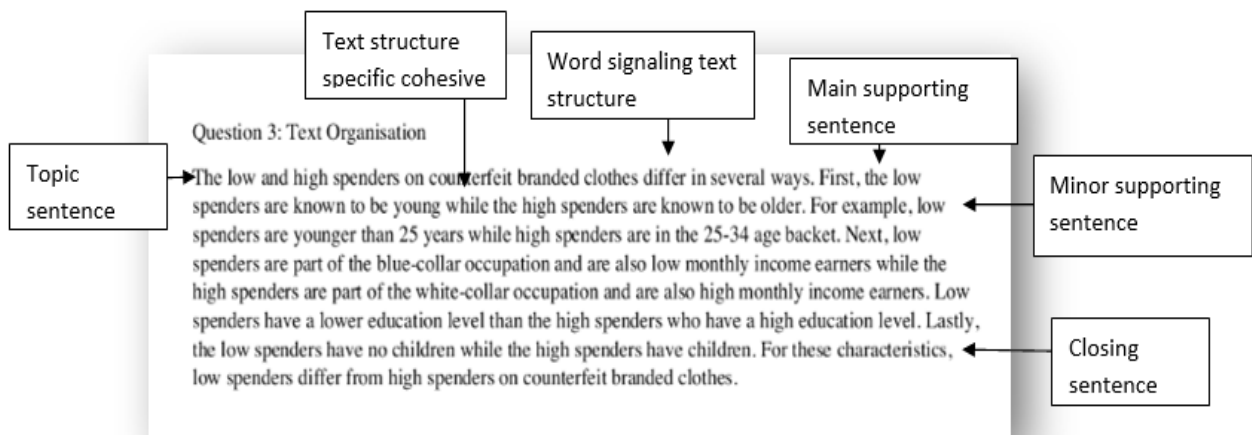 Text structure
specific cohesive
Word signaling text
structure
Main supporting
sentence
Topic
sentence
Minor supporting
sentence
Closing
sentence
Question 3: Text Organisation
The low and high spenders on counterfeit branded clothes differ in several ways. First, the low
spenders are known to be young while the high spenders are known to be older. For example, low
spenders are younger than 25 years while high spenders are in the 25-34 age backet. Next, low
spenders are part of the blue-collar occupation and are also low monthly income earners while the
high spenders are part of the white-collar occupation and are also high monthly income earners. Low
spenders have a lower education level than the high spenders who have a high education level. Lastly,
the low spenders have no children while the high spenders have children. For these characteristics,
low spenders differ from high spenders on counterfeit branded clothes.